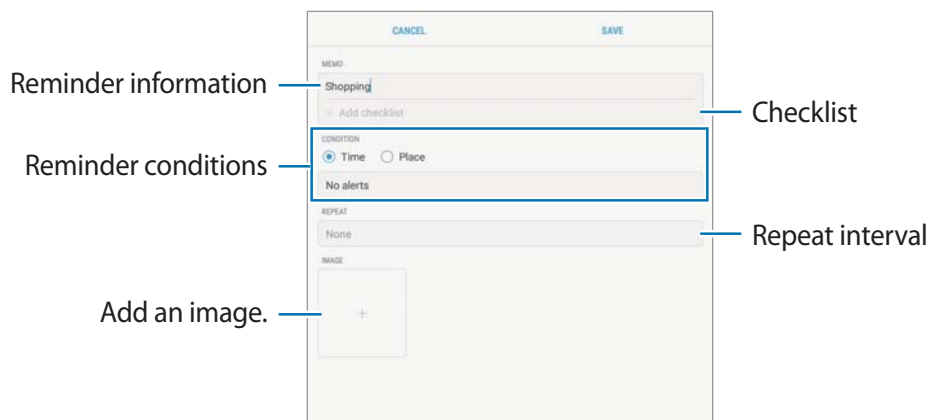 CANCEL SAVE
MEMO
Reminder information
Shopping
+ Add checklist
Checklist
CONDITION
Reminder conditions
Time Place
No alerts
REPEAT
None
Repeat interval
IMAGE
Add an image.
+